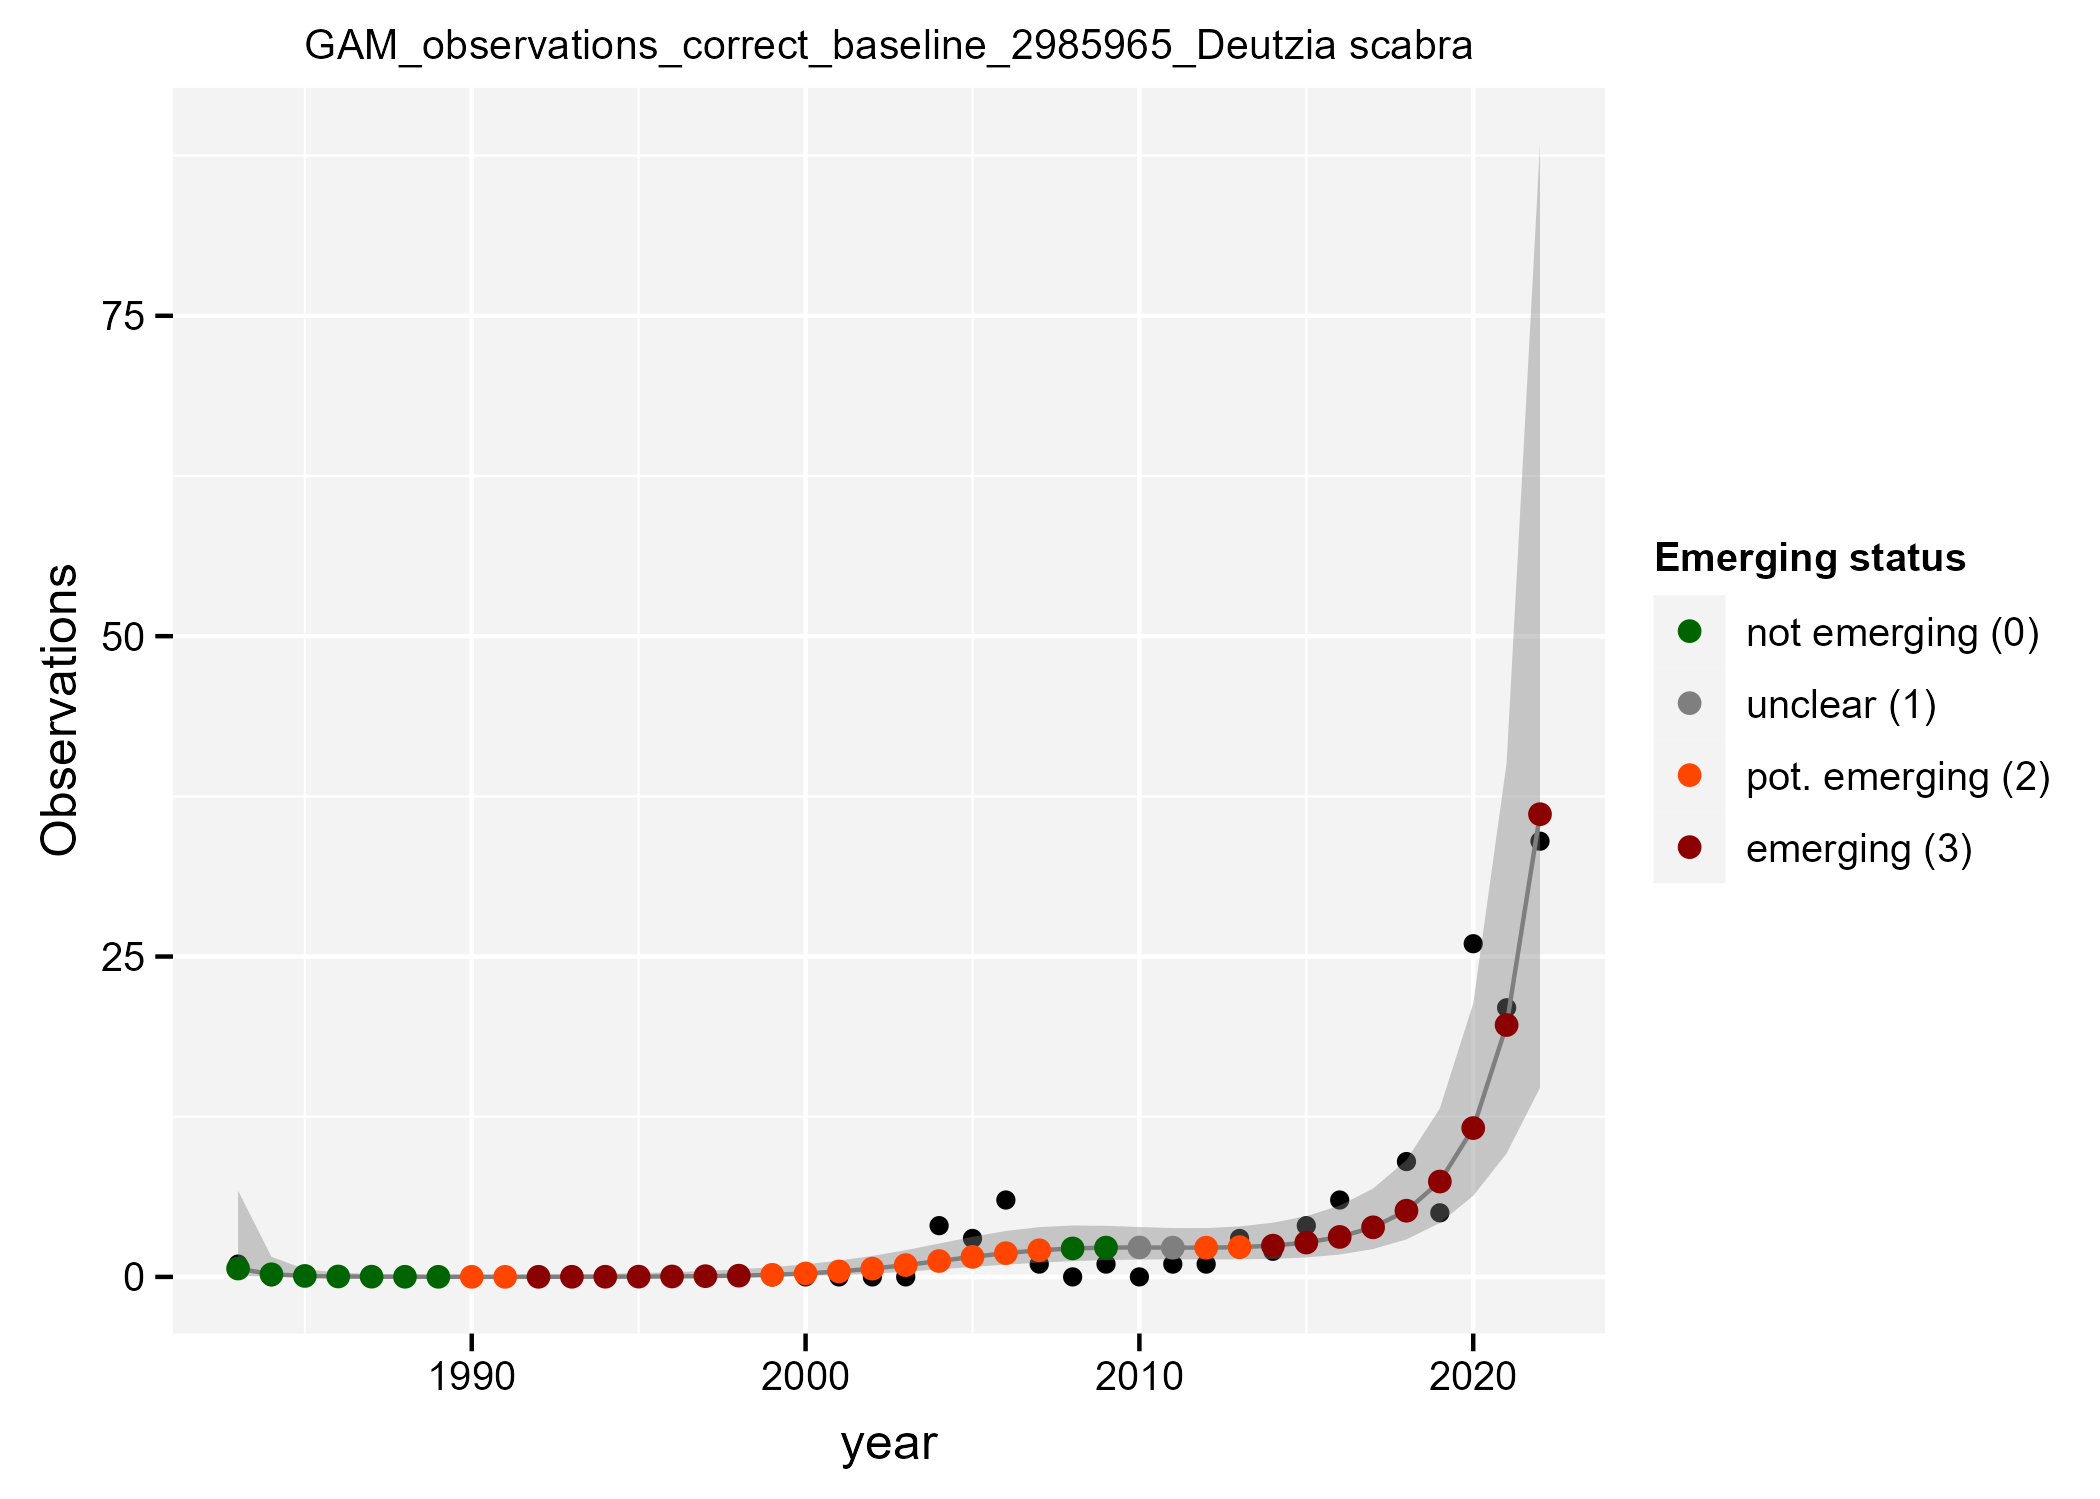 GAM_observations_correct_baseline_2985965_Deutzia scabra
Observations
75
50
25
0
1990
2000
2010
2020
year
Emerging status
not emerging (0)
unclear (1)
pot. emerging (2)
emerging (3)